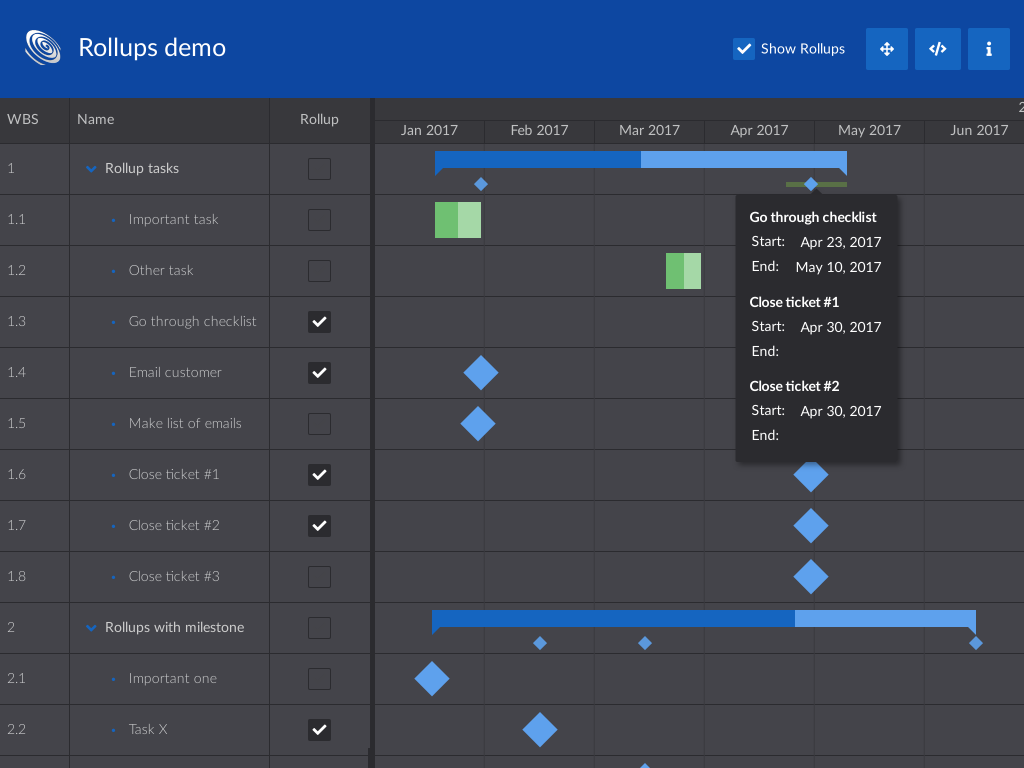 Rollups demo
Show Rollups
WBS Name Rollup
Jan 2017 Feb 2017 Mar 2017 Apr 2017 May 2017 Jun 2017
1 Rollup tasks
1.1 Important task
1.2 Other task
1.3 Go through checklist
1.4 Email customer
1.5 Make list of emails
1.6 Close ticket #1
1.7 Close ticket #2
1.8 Close ticket #3
2 Rollups with milestone
2.1 Important one
2.2 Task X
Go through checklist
Start: Apr 23, 2017
End: May 10, 2017
Close ticket #1
Start: Apr 30, 2017
End:
Close ticket #2
Start: Apr 30, 2017
End: